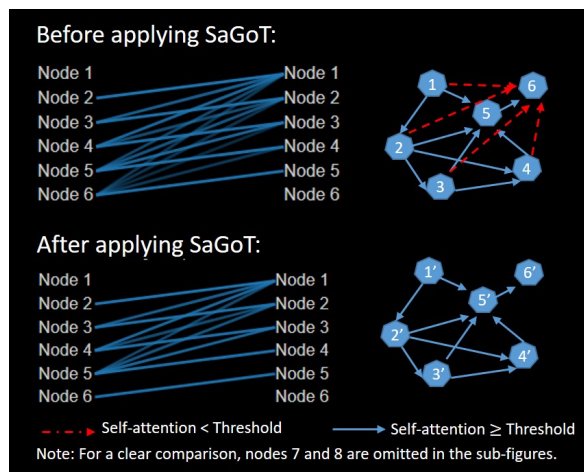 Before applying SaGoT:
Node 1 Node 1
Node 2 Node 2
Node 3 Node 3
Node 4 Node 4
Node 5 Node 5
Node 6 Node 6
1 6
5
2
4
3
After applying SaGoT:
Node 1 Node 1
Node 2 Node 2
Node 3 Node 3
Node 4 Node 4
Node 5 Node 5
Node 6 Node 6
1’ 6’
5’
2’
4’
3’
Self-attention < Threshold Self-attention ≥ Threshold
Note: For a clear comparison, nodes 7 and 8 are omitted in the sub-figures.